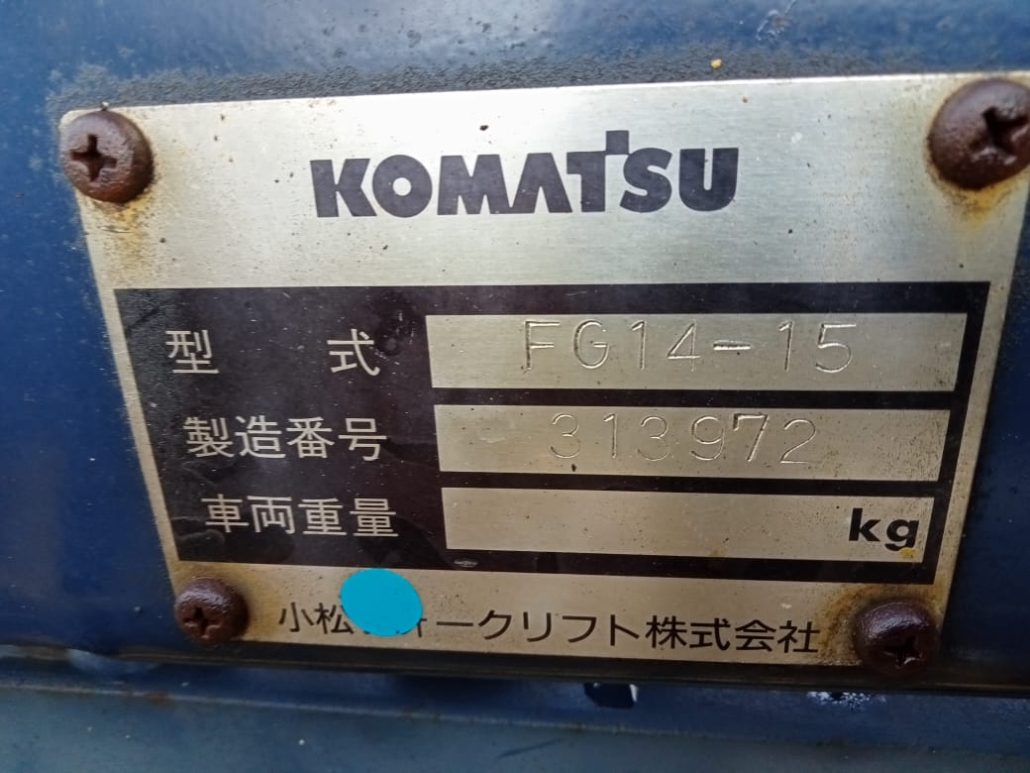 KOMATSU
型 式 FG14-15
製造番号 313972
車両重量 kg
小松 ォークリフト株式会社